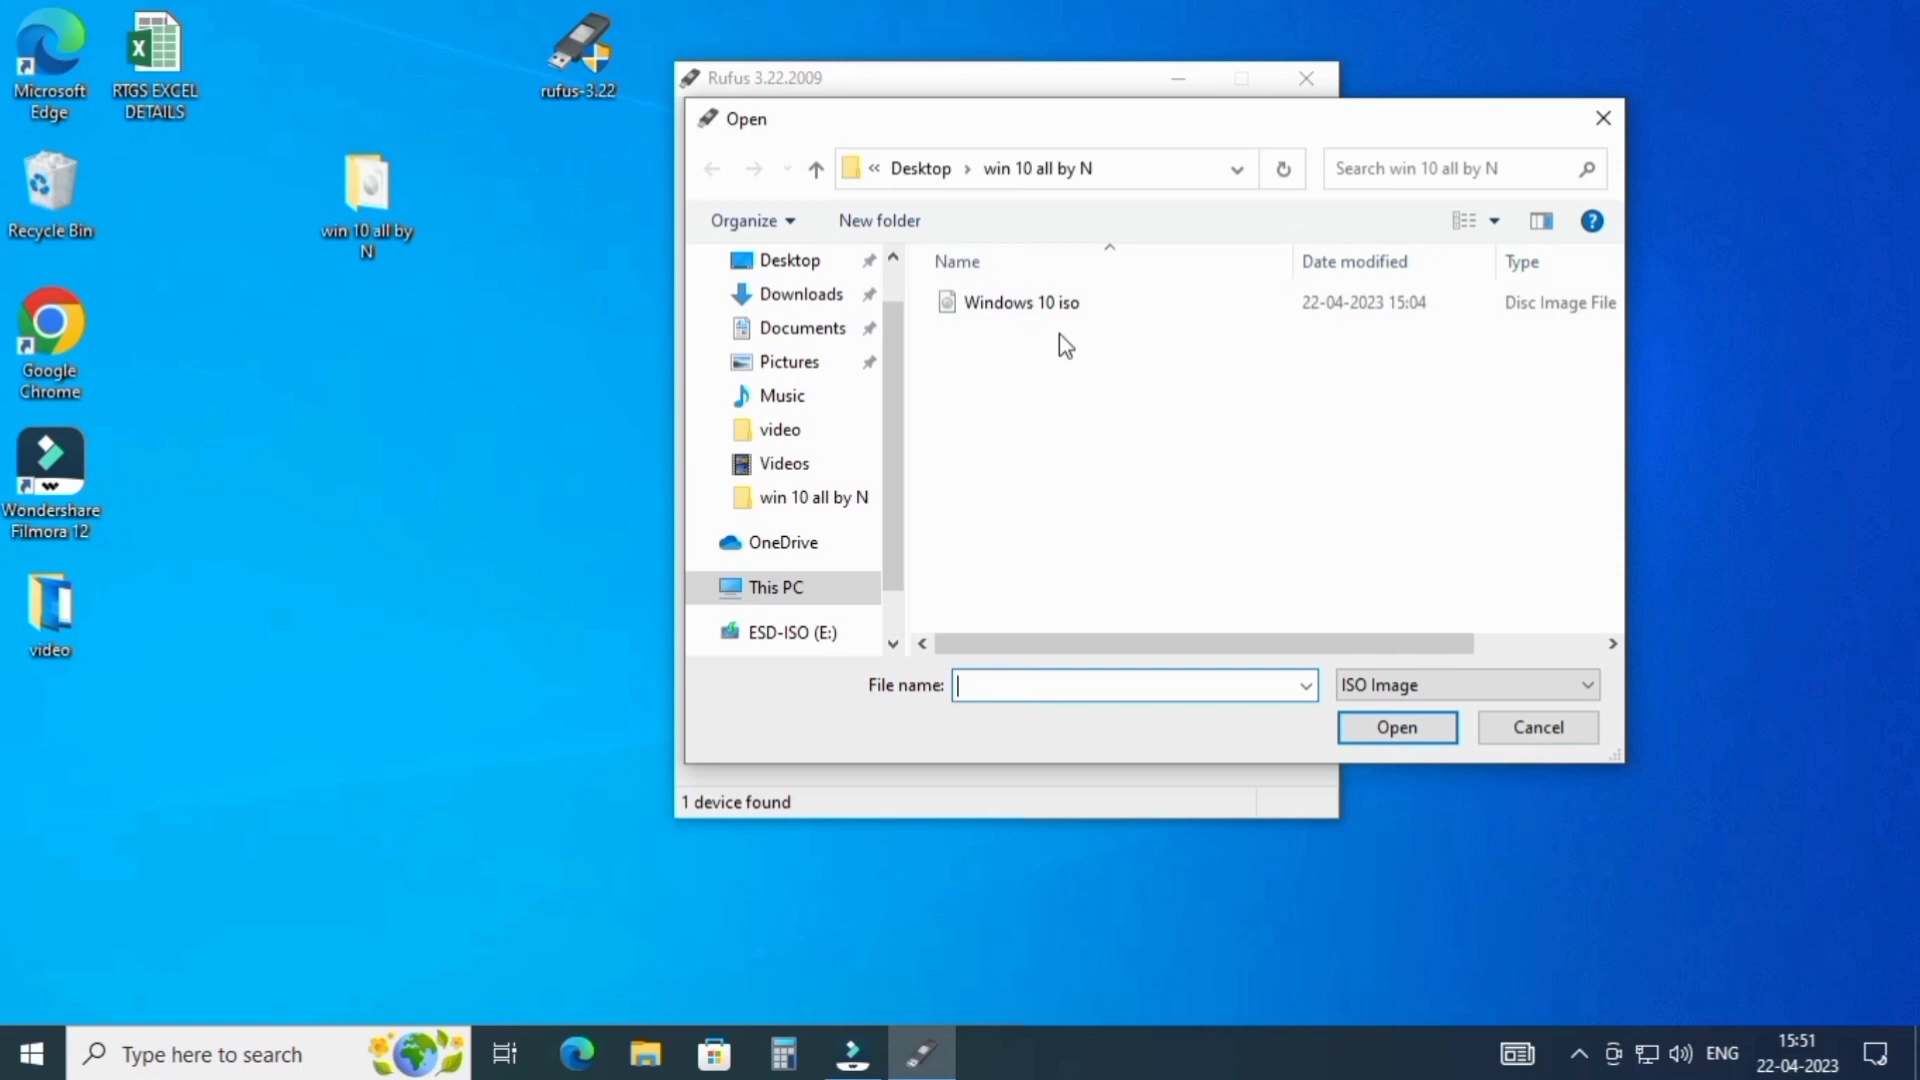 Microsoft
Edge
RTGS EXCEL
DETAILS
rufus-3.22
Recycle Bin
win 10 all by
N
Google
Chrome
Wondershare
Filmora 12
video
Rufus 3.22.2009
Open
« Desktop › win 10 all by N
Search win 10 all by N
Organize
New folder
Name
Date modified
Type
Windows 10 iso
22-04-2023 15:04
Disc Image File
Desktop
Downloads
Documents
Pictures
Music
video
Videos
win 10 all by N
OneDrive
This PC
ESD-ISO (E:)
File name:
ISO Image
Open
Cancel
1 device found
Type here to search
ENG
15:51
22-04-2023